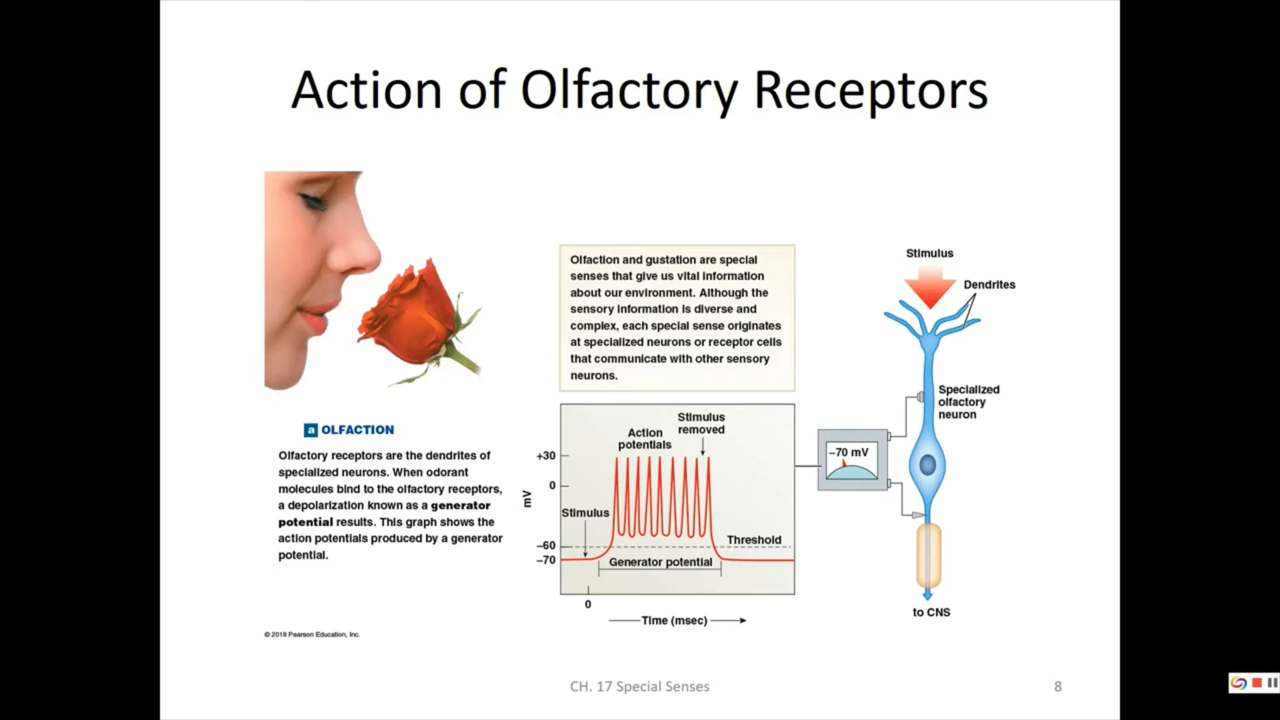 Action of Olfactory Receptors
Olfaction and gustation are special
senses that give us vital information
about our environment. Although the
sensory information is diverse and
complex, each special sense originates
at specialized neurons or receptor cells
that communicate with other sensory
neurons.
a OLFACTION
Olfactory receptors are the dendrites of
specialized neurons. When odorant
molecules bind to the olfactory receptors,
a depolarization known as a generator
potential results. This graph shows the
action potentials produced by a generator
potential.
Stimulus
removed
Action
potentials
+30
0
mV
Stimulus
–60
–70
Threshold
Generator potential
0
Time (msec)
Stimulus
Dendrites
Specialized
olfactory
neuron
–70 mV
to CNS
© 2018 Pearson Education, Inc.
CH. 17 Special Senses
8